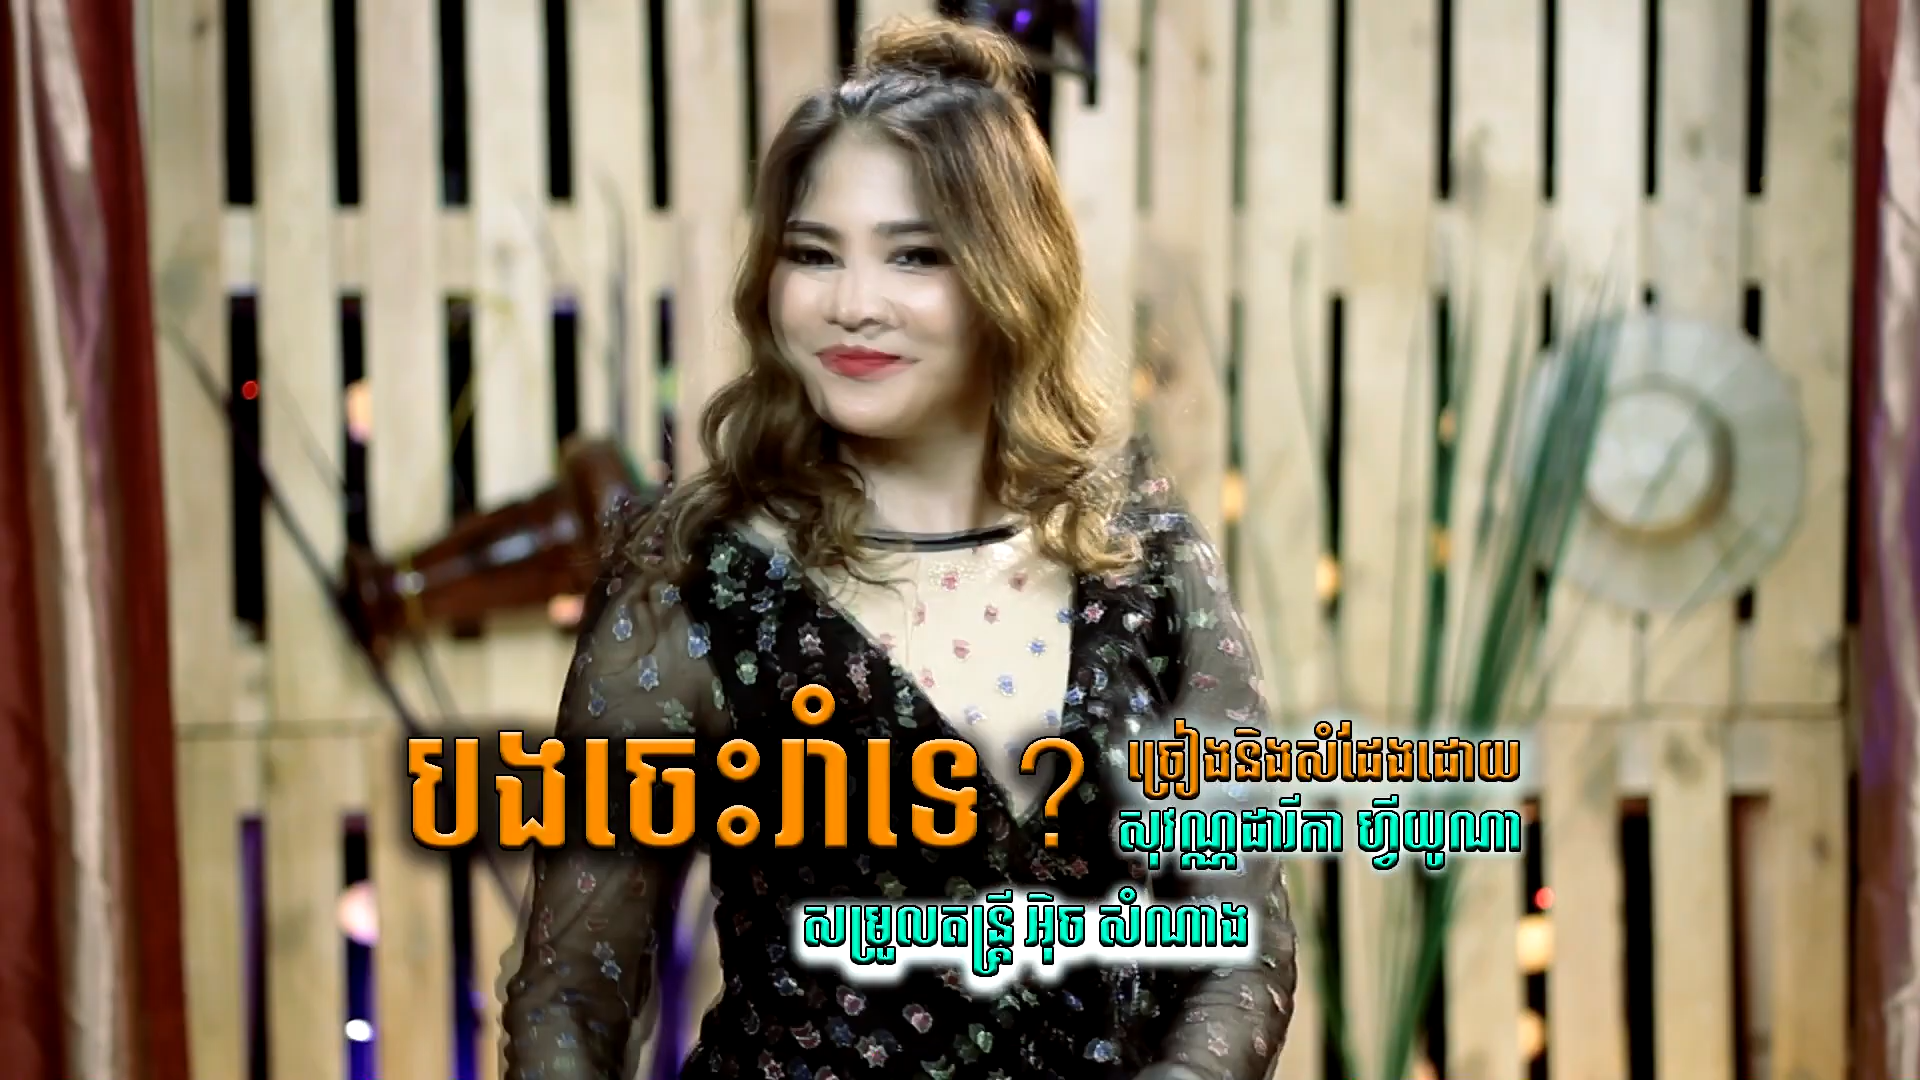 បងចេះរាំទេ ?
ច្រៀងនិងសំដែងដោយ
សុវណ្ណដារីកា ហ្វីយូណា
សម្រួលតន្ត្រី អ៊ិច សំណាង